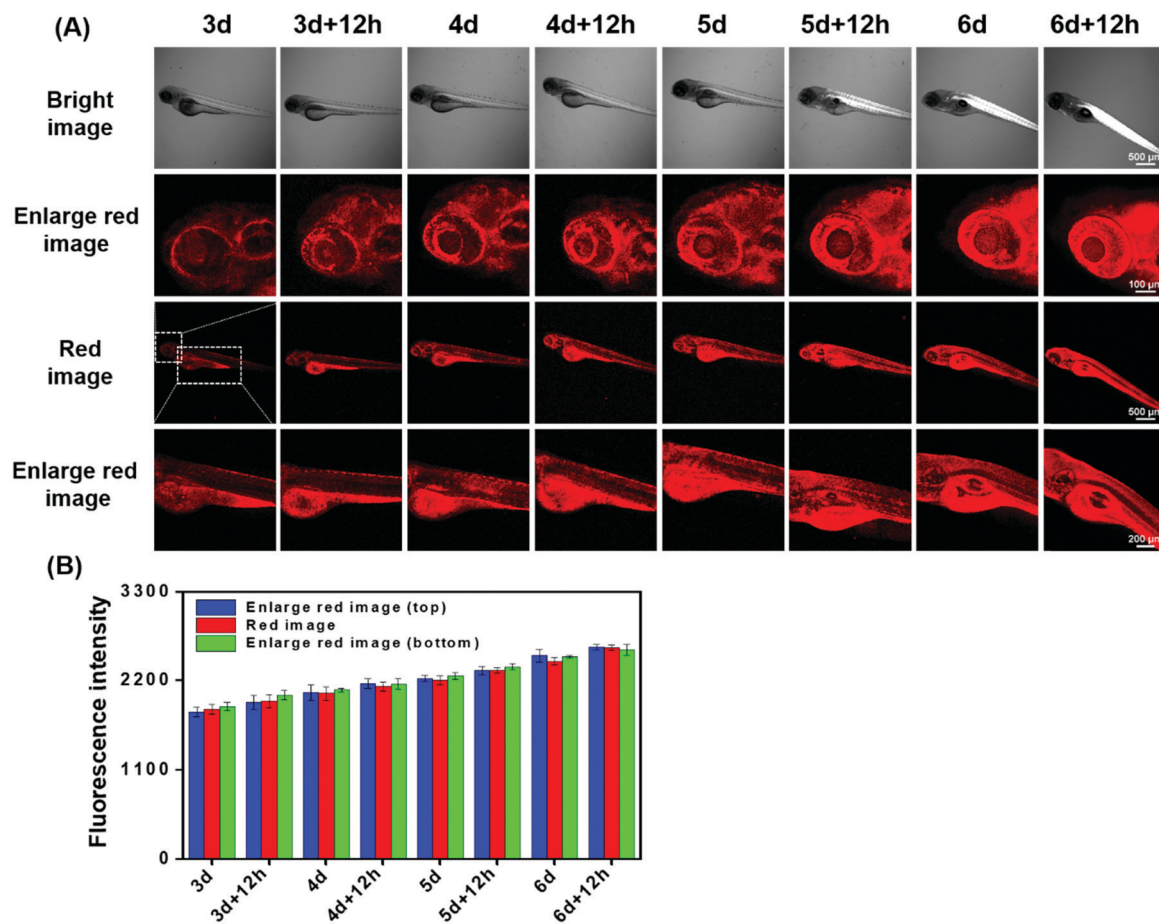 (A) 3d 3d+12h 4d 4d+12h 5d 5d+12h 6d 6d+12h
Bright
image
500 μm
Enlarge red
image
100 μm
Red
image
500 μm
Enlarge red
image
200 μm
(B)
3300
2200
1100
0
Fluorescence intensity
Enlarge red image (top)
Red image
Enlarge red image (bottom)
3d 3d+12h 4d 4d+12h 5d 5d+12h 6d 6d+12h